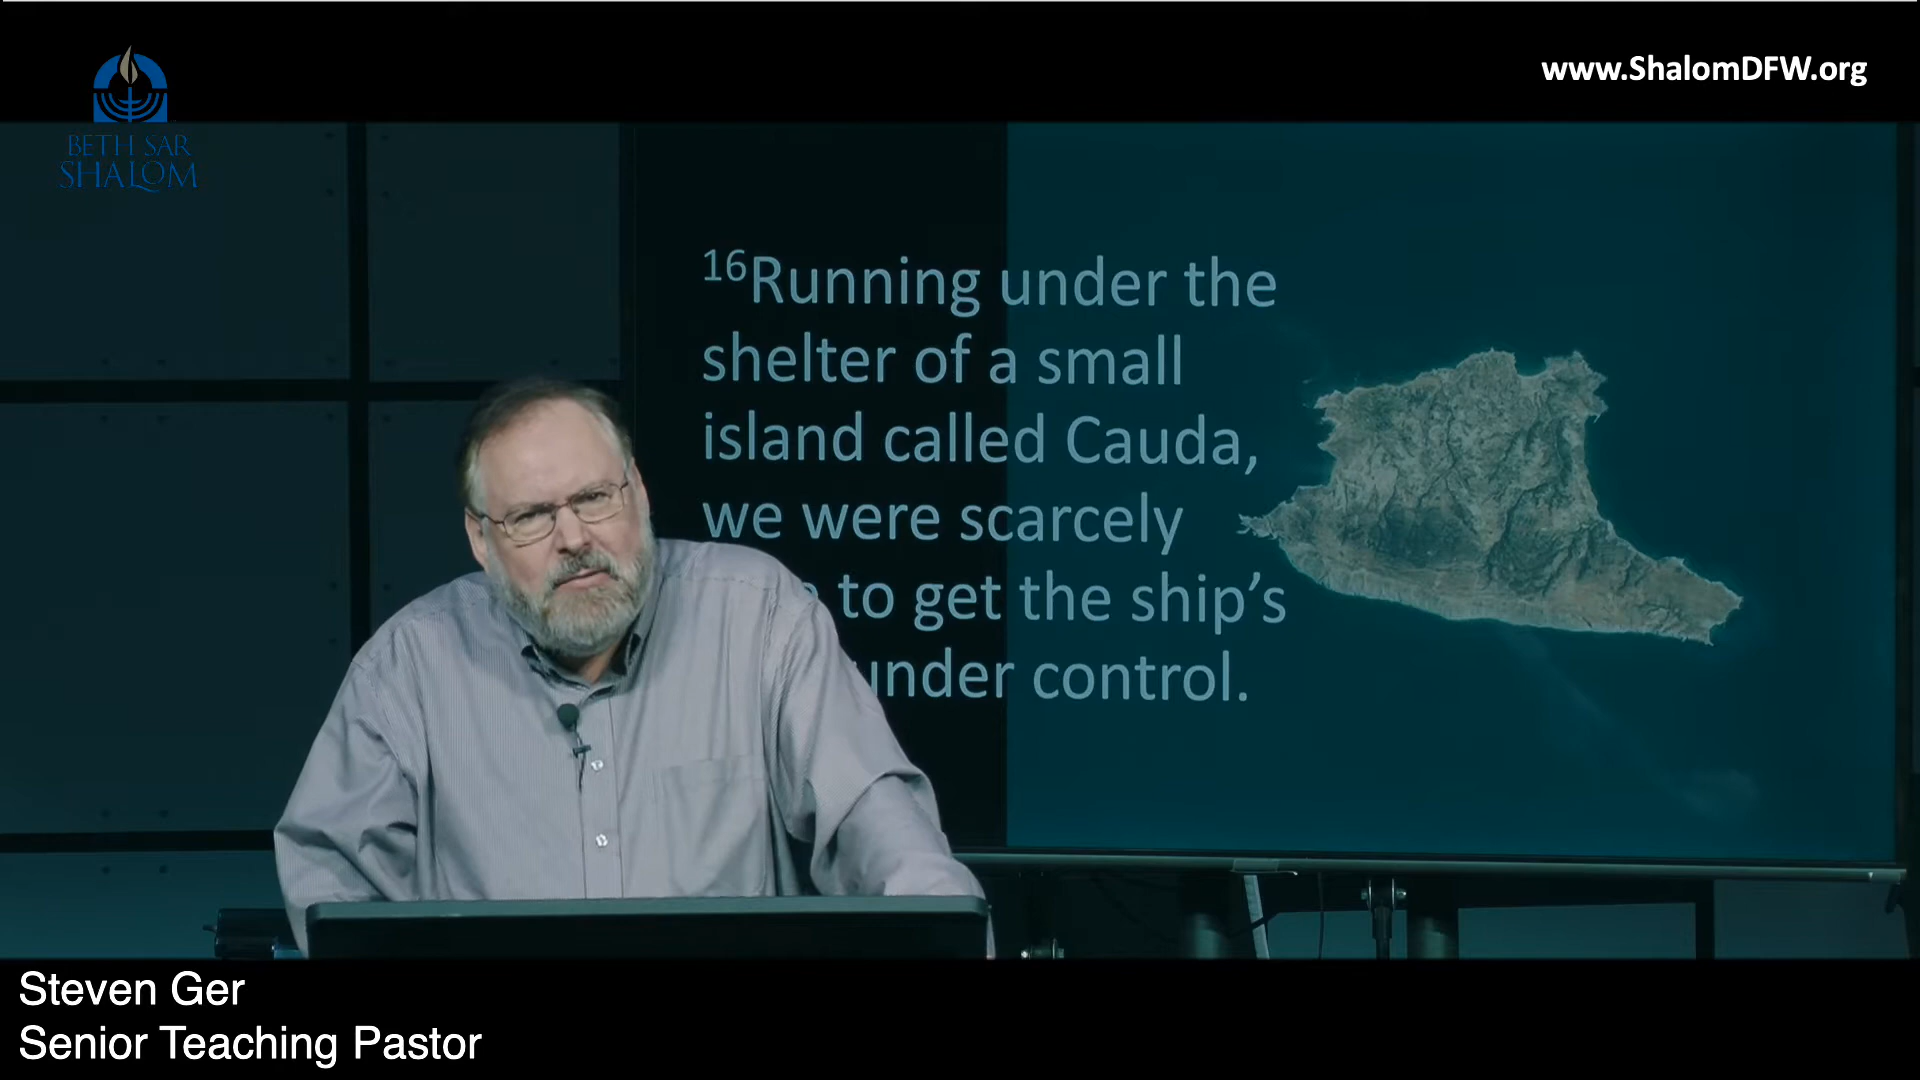 BETH SAR
SHALOM
www.ShalomDFW.org
16Running under the
shelter of a small
island called Cauda,
we were scarcely
to get the ship’s
under control.
Steven Ger
Senior Teaching Pastor